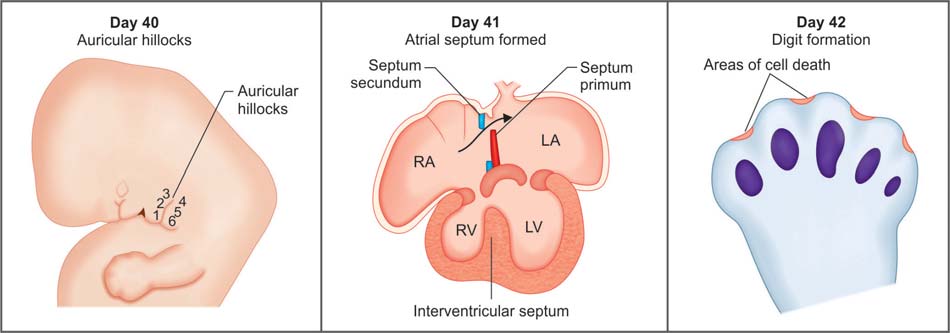 Day 40
Auricular hillocks
Auricular
hillocks
3
2
4
1
5
6
Day 41
Atrial septum formed
Septum
secundum
Septum
primum
RA
LA
RV
LV
Interventricular septum
Day 42
Digit formation
Areas of cell death